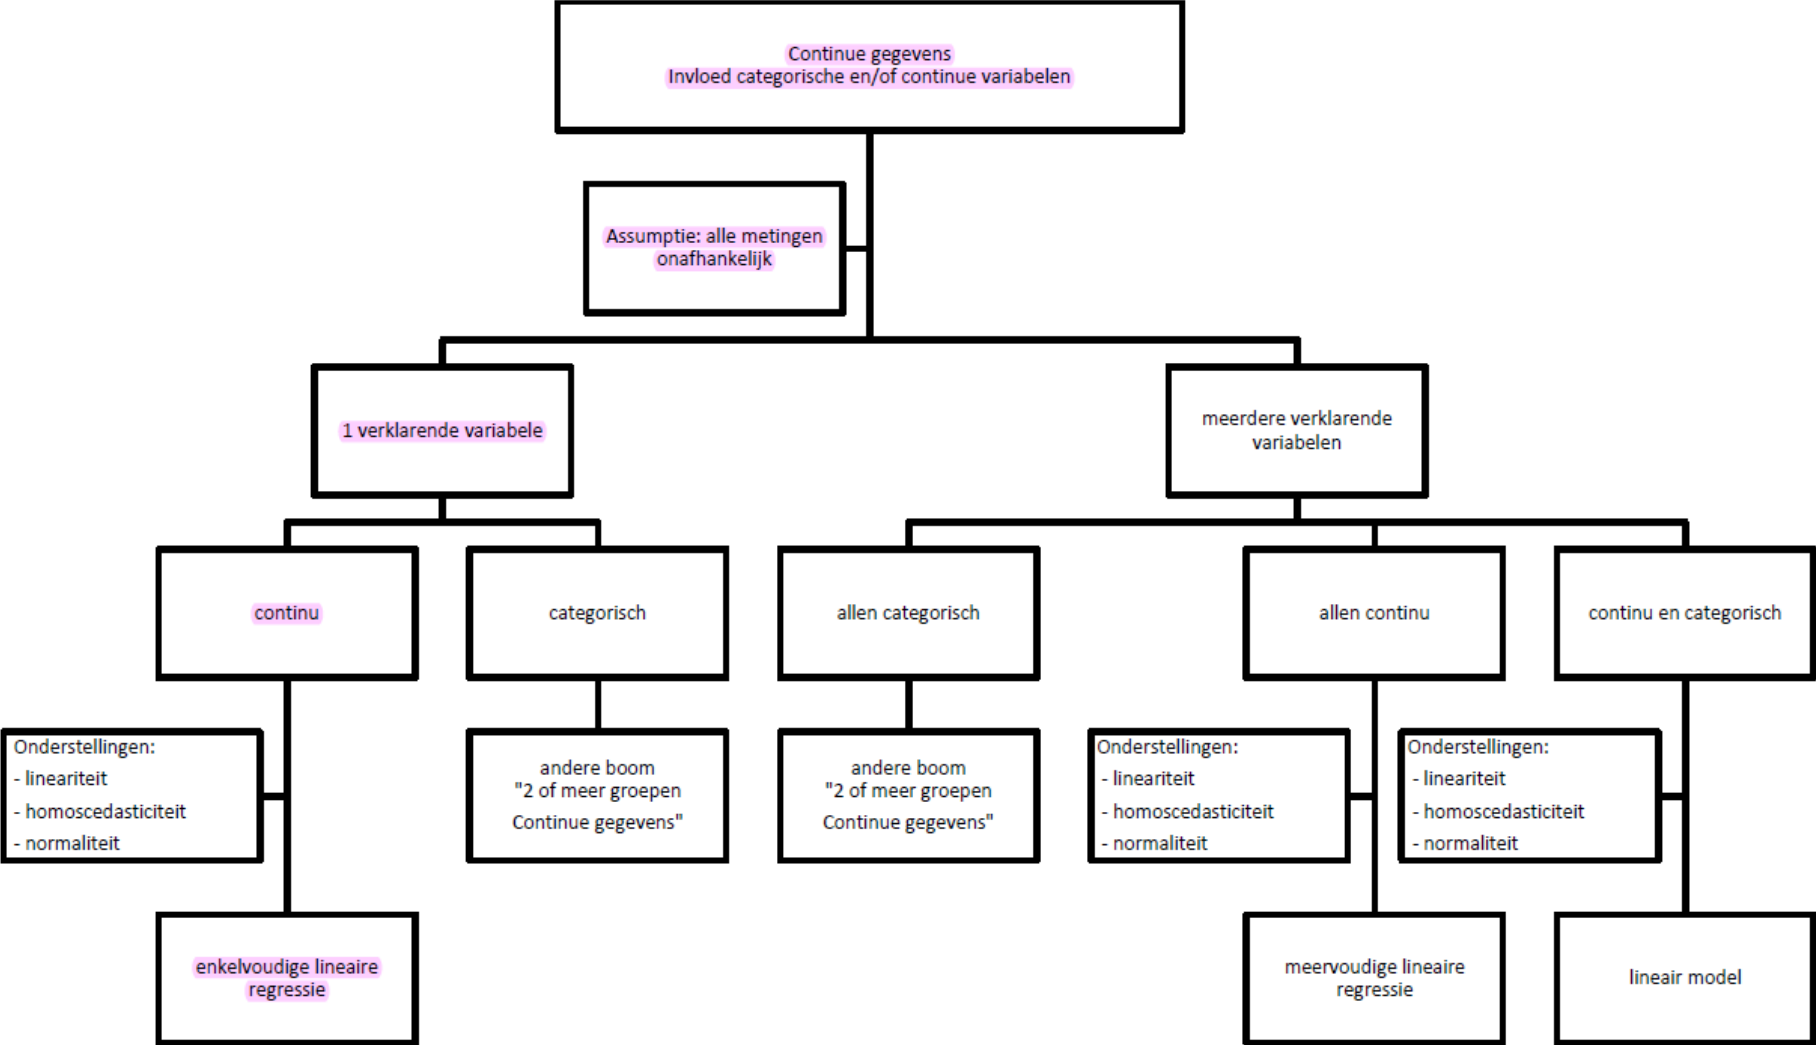 Continue gegevens
Invloed categorische en/of continue variabelen
Assumptie: alle metingen
onafhankelijk
1 verklarende variabele
meerdere verklarende
variabelen
continu
categorisch
allen categorisch
allen continu
continu en categorisch
Onderstellingen:
- lineariteit
- homoscedasticiteit
- normaliteit
andere boom
"2 of meer groepen
Continue gegevens"
andere boom
"2 of meer groepen
Continue gegevens"
Onderstellingen:
- lineariteit
- homoscedasticiteit
- normaliteit
Onderstellingen:
- lineariteit
- homoscedasticiteit
- normaliteit
enkelvoudige lineaire
regressie
meervoudige lineaire
regressie
lineair model